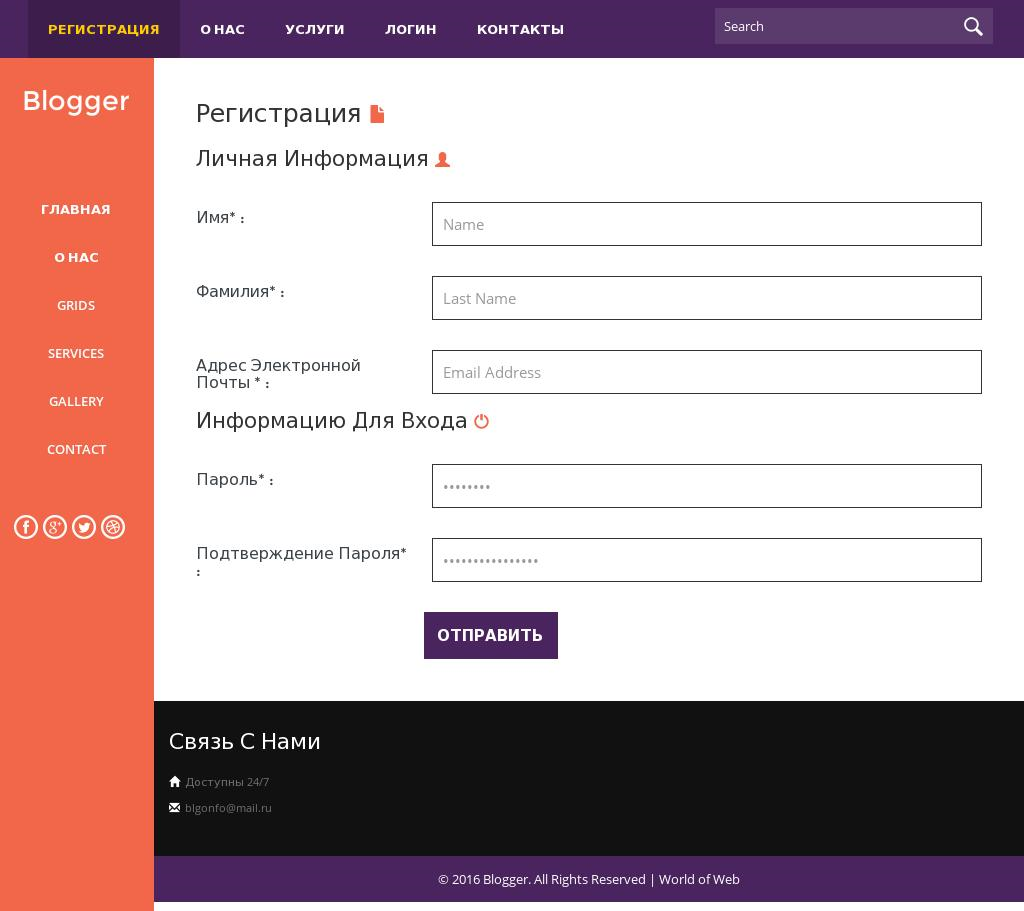 РЕГИСТРАЦИЯ О НАС УСЛУГИ ЛОГИН КОНТАКТЫ Search
Blogger
ГЛАВНАЯ
О НАС
GRIDS
SERVICES
GALLERY
CONTACT
Регистрация
Личная Информация
Имя* : Name
Фамилия* : Last Name
Адрес Электронной
Почты * : Email Address
Информацию Для Входа
Пароль* : ••••••••
Подтверждение Пароля*
: ••••••••••••••••
ОТПРАВИТЬ
Связь С Нами
Доступны 24/7
blgonfo@mail.ru
© 2016 Blogger. All Rights Reserved | World of Web